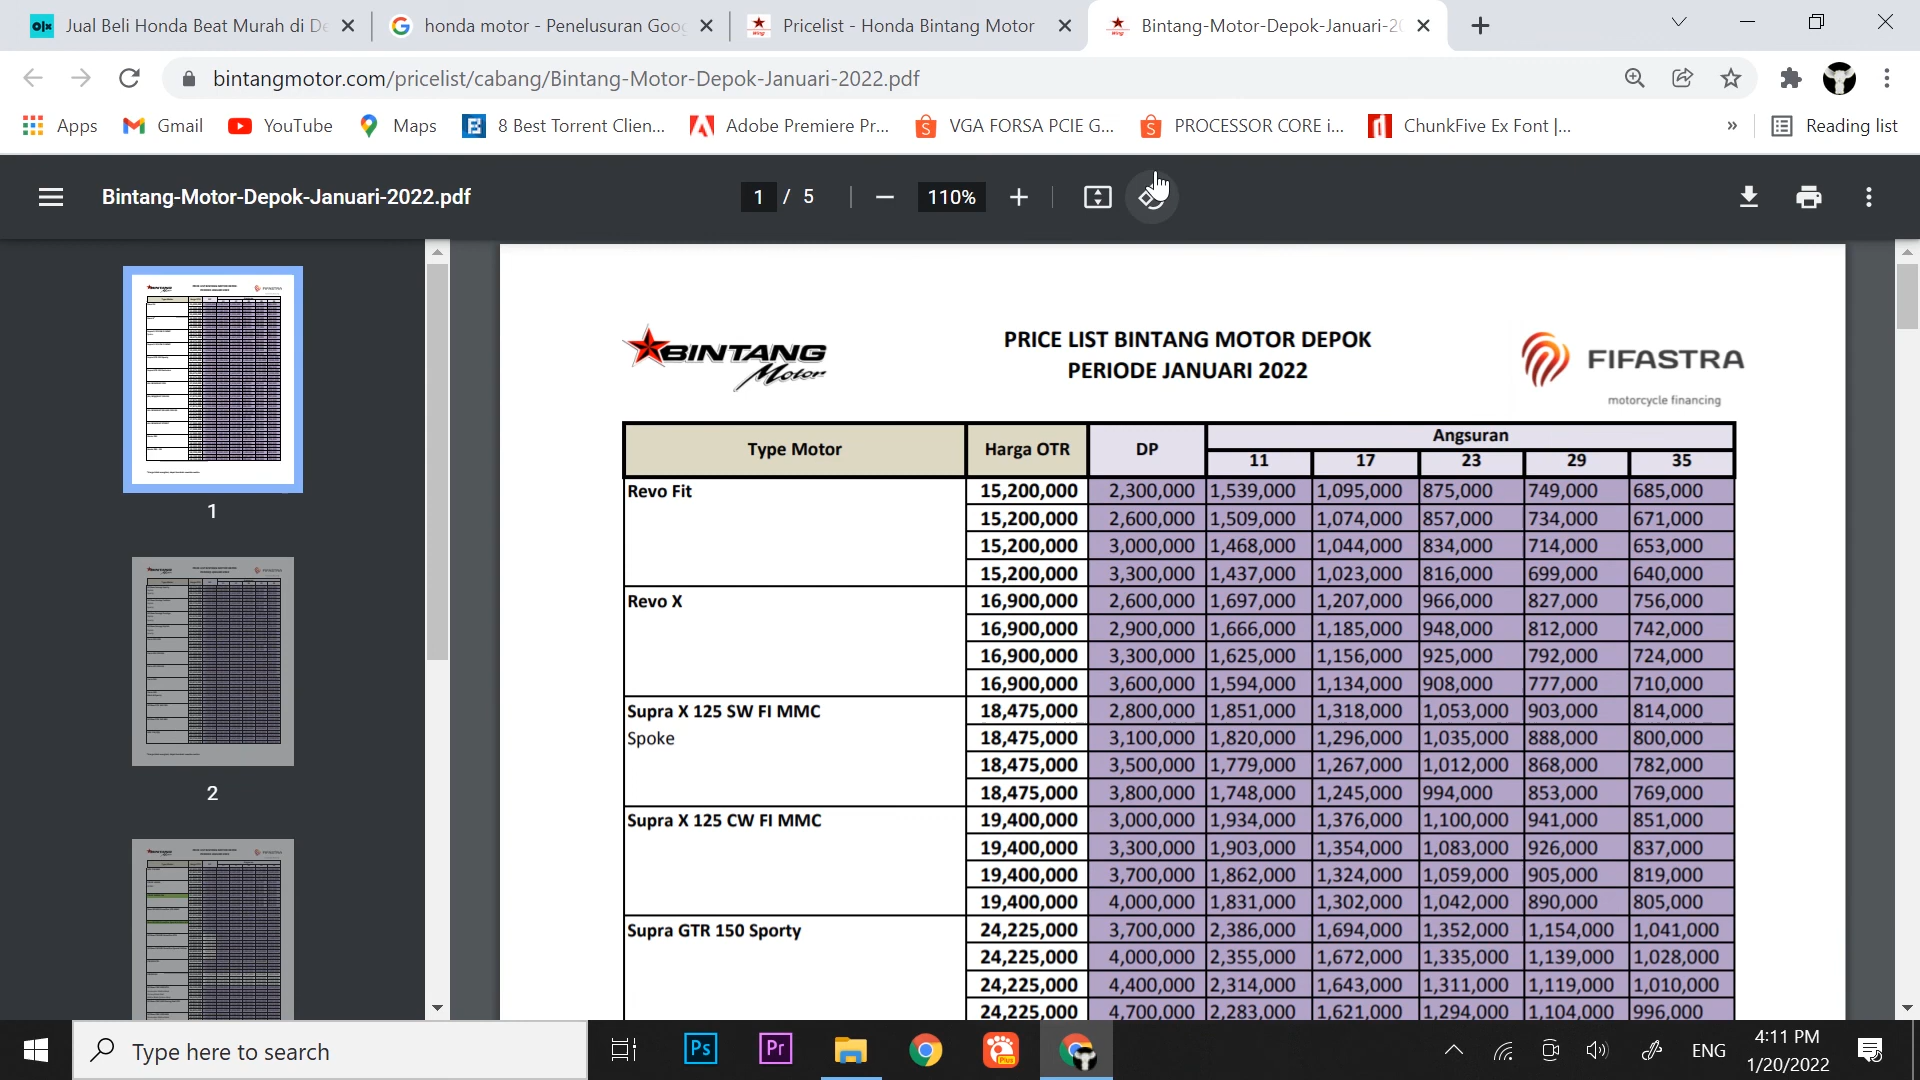 Jual Beli Honda Beat Murah di De
honda motor - Penelusuran Goog
Pricelist - Honda Bintang Motor
Bintang-Motor-Depok-Januari-20
bintangmotor.com/pricelist/cabang/Bintang-Motor-Depok-Januari-2022.pdf
Apps Gmail YouTube Maps 8 Best Torrent Clien... Adobe Premiere Pr... VGA FORSA PCIE G... PROCESSOR CORE i... ChunkFive Ex Font |... » Reading list
Bintang-Motor-Depok-Januari-2022.pdf 1 / 5 110%
1
2
BINTANG Motor
PRICE LIST BINTANG MOTOR DEPOK
PERIODE JANUARI 2022
FIFASTRA
motorcycle financing
Type Motor Harga OTR DP Angsuran
11 17 23 29 35
Revo Fit 15,200,000 2,300,000 1,539,000 1,095,000 875,000 749,000 685,000
15,200,000 2,600,000 1,509,000 1,074,000 857,000 734,000 671,000
15,200,000 3,000,000 1,468,000 1,044,000 834,000 714,000 653,000
15,200,000 3,300,000 1,437,000 1,023,000 816,000 699,000 640,000
Revo X 16,900,000 2,600,000 1,697,000 1,207,000 966,000 827,000 756,000
16,900,000 2,900,000 1,666,000 1,185,000 948,000 812,000 742,000
16,900,000 3,300,000 1,625,000 1,156,000 925,000 792,000 724,000
16,900,000 3,600,000 1,594,000 1,134,000 908,000 777,000 710,000
Supra X 125 SW FI MMC 18,475,000 2,800,000 1,851,000 1,318,000 1,053,000 903,000 814,000
Spoke 18,475,000 3,100,000 1,820,000 1,296,000 1,035,000 888,000 800,000
18,475,000 3,500,000 1,779,000 1,267,000 1,012,000 868,000 782,000
18,475,000 3,800,000 1,748,000 1,245,000 994,000 853,000 769,000
Supra X 125 CW FI MMC 19,400,000 3,000,000 1,934,000 1,376,000 1,100,000 941,000 851,000
19,400,000 3,300,000 1,903,000 1,354,000 1,083,000 926,000 837,000
19,400,000 3,700,000 1,862,000 1,324,000 1,059,000 905,000 819,000
19,400,000 4,000,000 1,831,000 1,302,000 1,042,000 890,000 805,000
Supra GTR 150 Sporty 24,225,000 3,700,000 2,386,000 1,694,000 1,352,000 1,154,000 1,041,000
24,225,000 4,000,000 2,355,000 1,672,000 1,335,000 1,139,000 1,028,000
24,225,000 4,400,000 2,314,000 1,643,000 1,311,000 1,119,000 1,010,000
24,225,000 4,700,000 2,283,000 1,621,000 1,294,000 1,104,000 996,000
Type here to search Ps Pr ENG 4:11 PM
1/20/2022